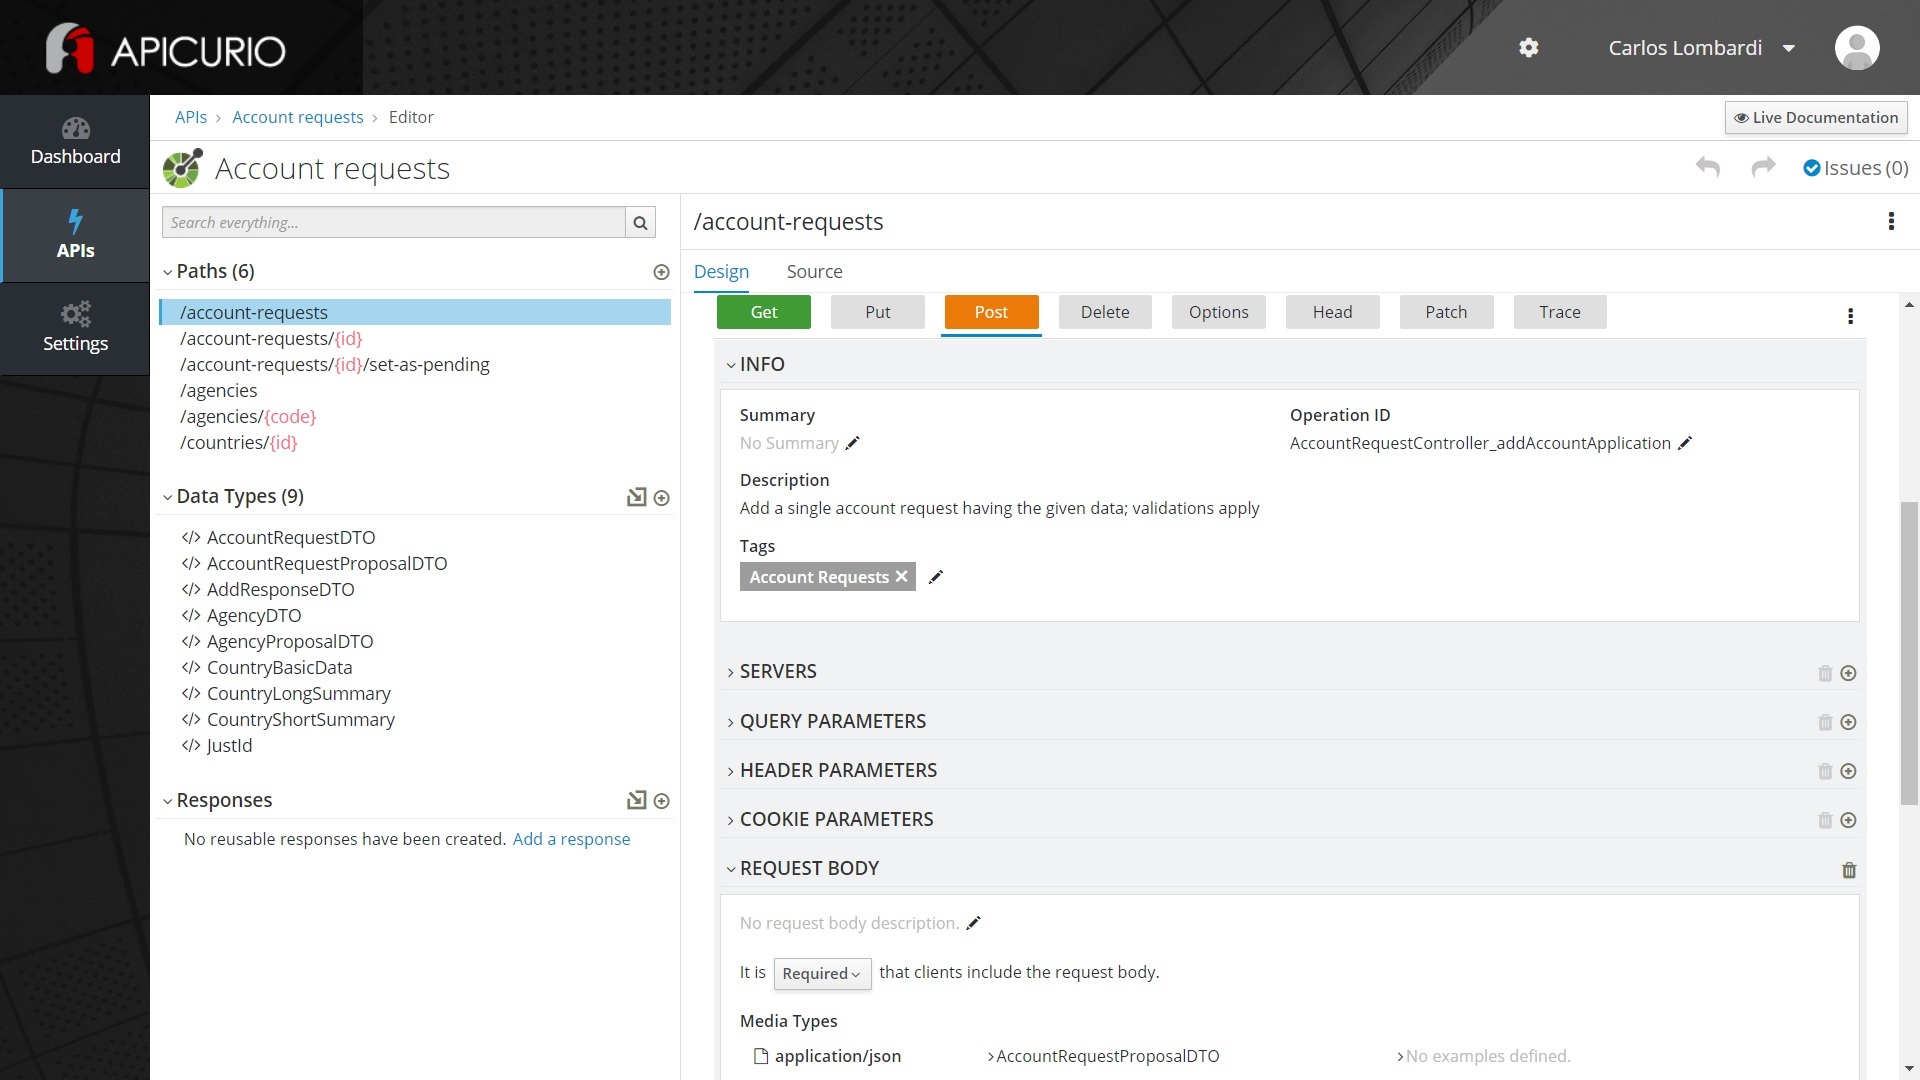 APICURIO
Carlos Lombardi
Dashboard
APIs
Settings
APIs › Account requests › Editor
Live Documentation
Account requests
Issues (0)
Search everything...
Paths (6)
/account-requests
/account-requests/{id}
/account-requests/{id}/set-as-pending
/agencies
/agencies/{code}
/countries/{id}
Data Types (9)
</> AccountRequestDTO
</> AccountRequestProposalDTO
</> AddResponseDTO
</> AgencyDTO
</> AgencyProposalDTO
</> CountryBasicData
</> CountryLongSummary
</> CountryShortSummary
</> JustId
Responses
No reusable responses have been created. Add a response
/account-requests
Design Source
Get Put Post Delete Options Head Patch Trace
INFO
Summary
No Summary
Operation ID
AccountRequestController_addAccountApplication
Description
Add a single account request having the given data; validations apply
Tags
Account Requests
SERVERS
QUERY PARAMETERS
HEADER PARAMETERS
COOKIE PARAMETERS
REQUEST BODY
No request body description.
It is Required that clients include the request body.
Media Types
application/json AccountRequestProposalDTO No examples defined.